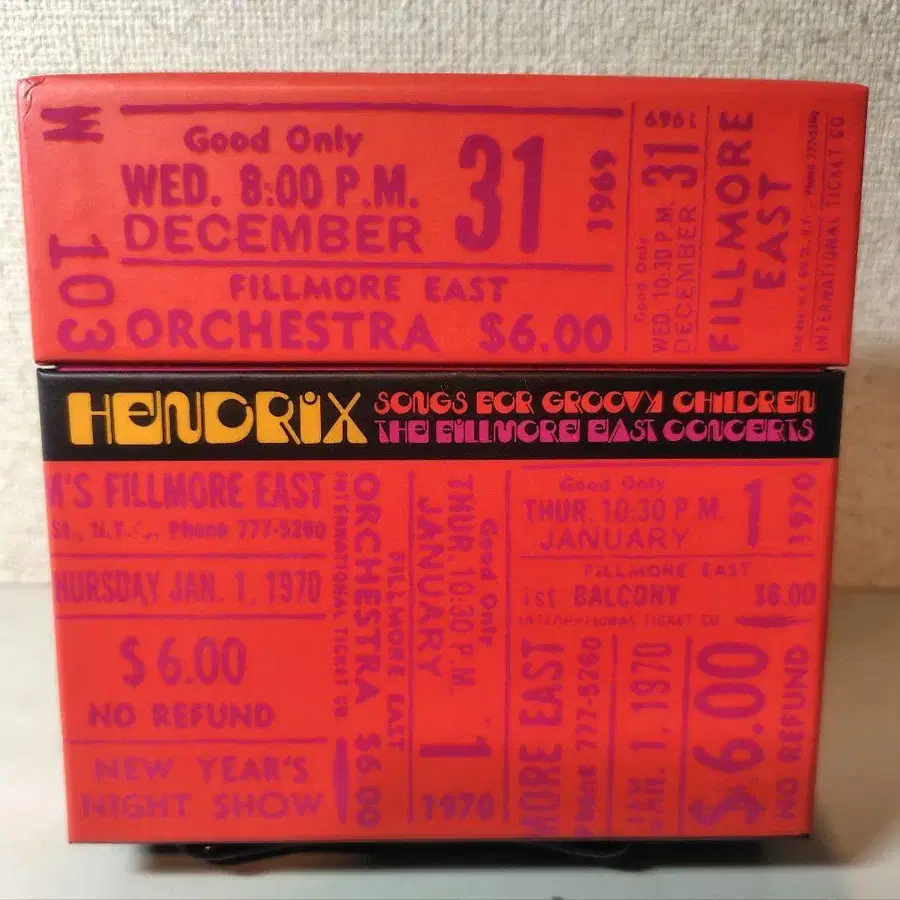 W 103
Good Only
WED. 8:00 P.M.
DECEMBER 31
1969
FILLMORE EAST
ORCHESTRA $6.00
Good Only
WED. 10:30 P.M.
DECEMBER 31
1969
FILLMORE
EAST
Phone 777-5260
INTERNATIONAL TICKET CO.
HENDRIX
SONGS FOR GROOVY CHILDREN
THE FILLMORE EAST CONCERTS
M'S FILLMORE EAST
St., N.Y. Phone 777-5260
HURSDAY JAN. 1, 1970
$6.00
NO REFUND
NEW YEAR'S
NIGHT SHOW
INTERNATIONAL TICKET CO.
ORCHESTRA $6.00
FILLMORE EAST
Good Only
THUR. 10:30 P.M.
JANUARY 1
1970
Good Only
THUR. 10:30 P.M.
JANUARY 1
1970
FILLMORE EAST
1st BALCONY $6.00
INTERNATIONAL TICKET CO
MORE EAST
Phone 777-5260
JAN. 1, 1970
$6.00
NO REFUND